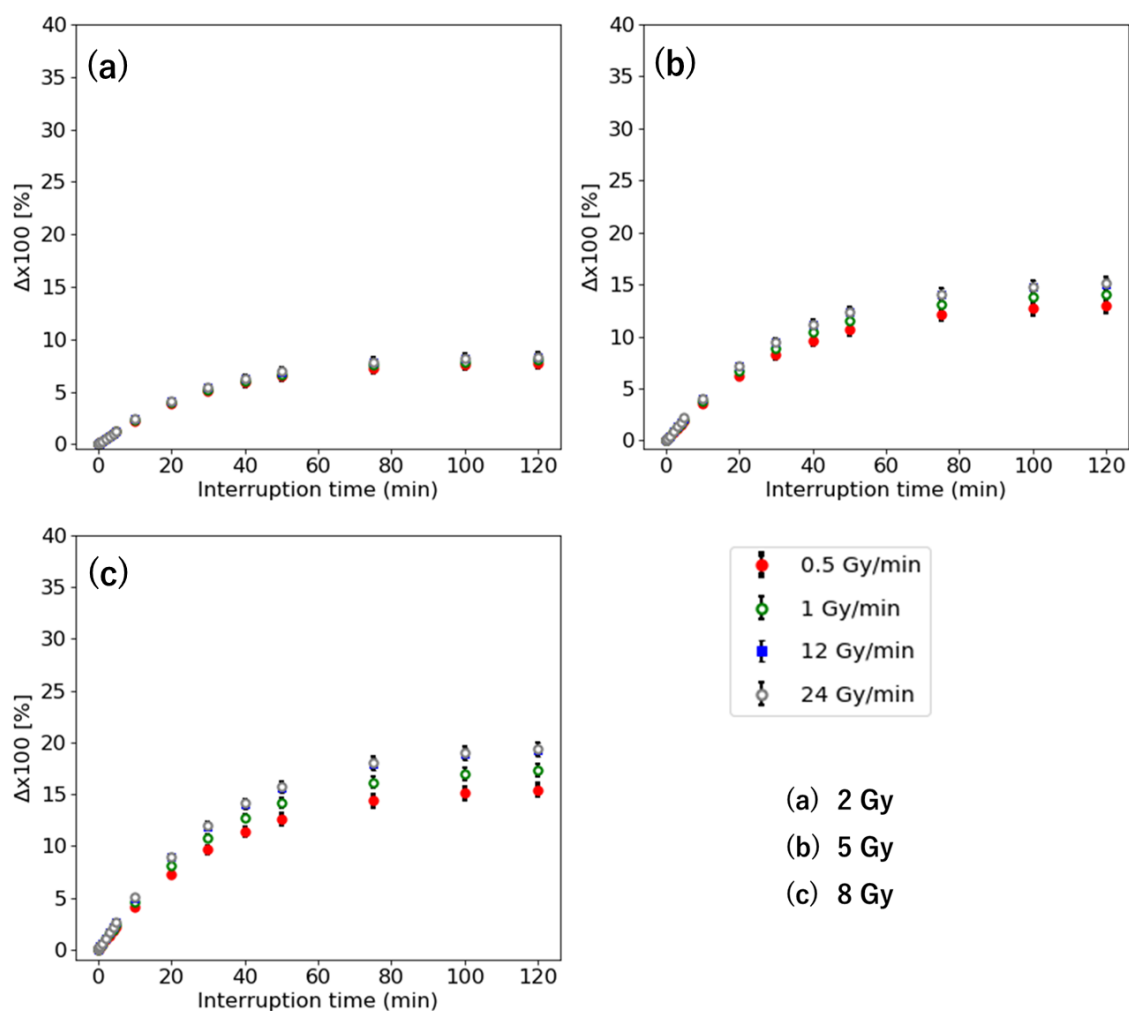 (a)
40
35
30
25
20
15
10
5
0
Δx100 [%]
0 20 40 60 80 100 120
Interruption time (min)
(b)
40
35
30
25
20
15
10
5
0
Δx100 [%]
0 20 40 60 80 100 120
Interruption time (min)
(c)
40
35
30
25
20
15
10
5
0
Δx100 [%]
0 20 40 60 80 100 120
Interruption time (min)
0.5 Gy/min
1 Gy/min
12 Gy/min
24 Gy/min
(a) 2 Gy
(b) 5 Gy
(c) 8 Gy